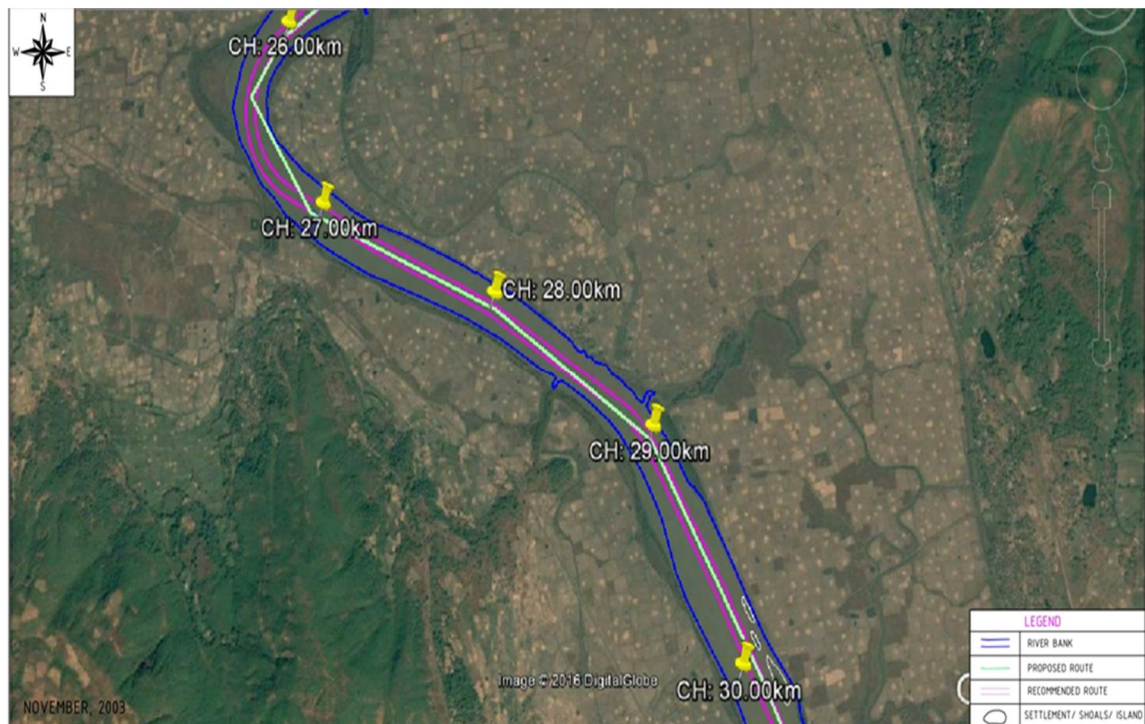 N
W E
S
CH: 26.00km
CH: 27.00km
CH: 28.00km
CH: 29.00km
CH: 30.00km
Image © 2016 DigitalGlobe
NOVEMBER, 2003
LEGEND
RIVER BANK
PROPOSED ROUTE
RECOMMENDED ROUTE
SETTLEMENT/ SHOALS/ ISLAND